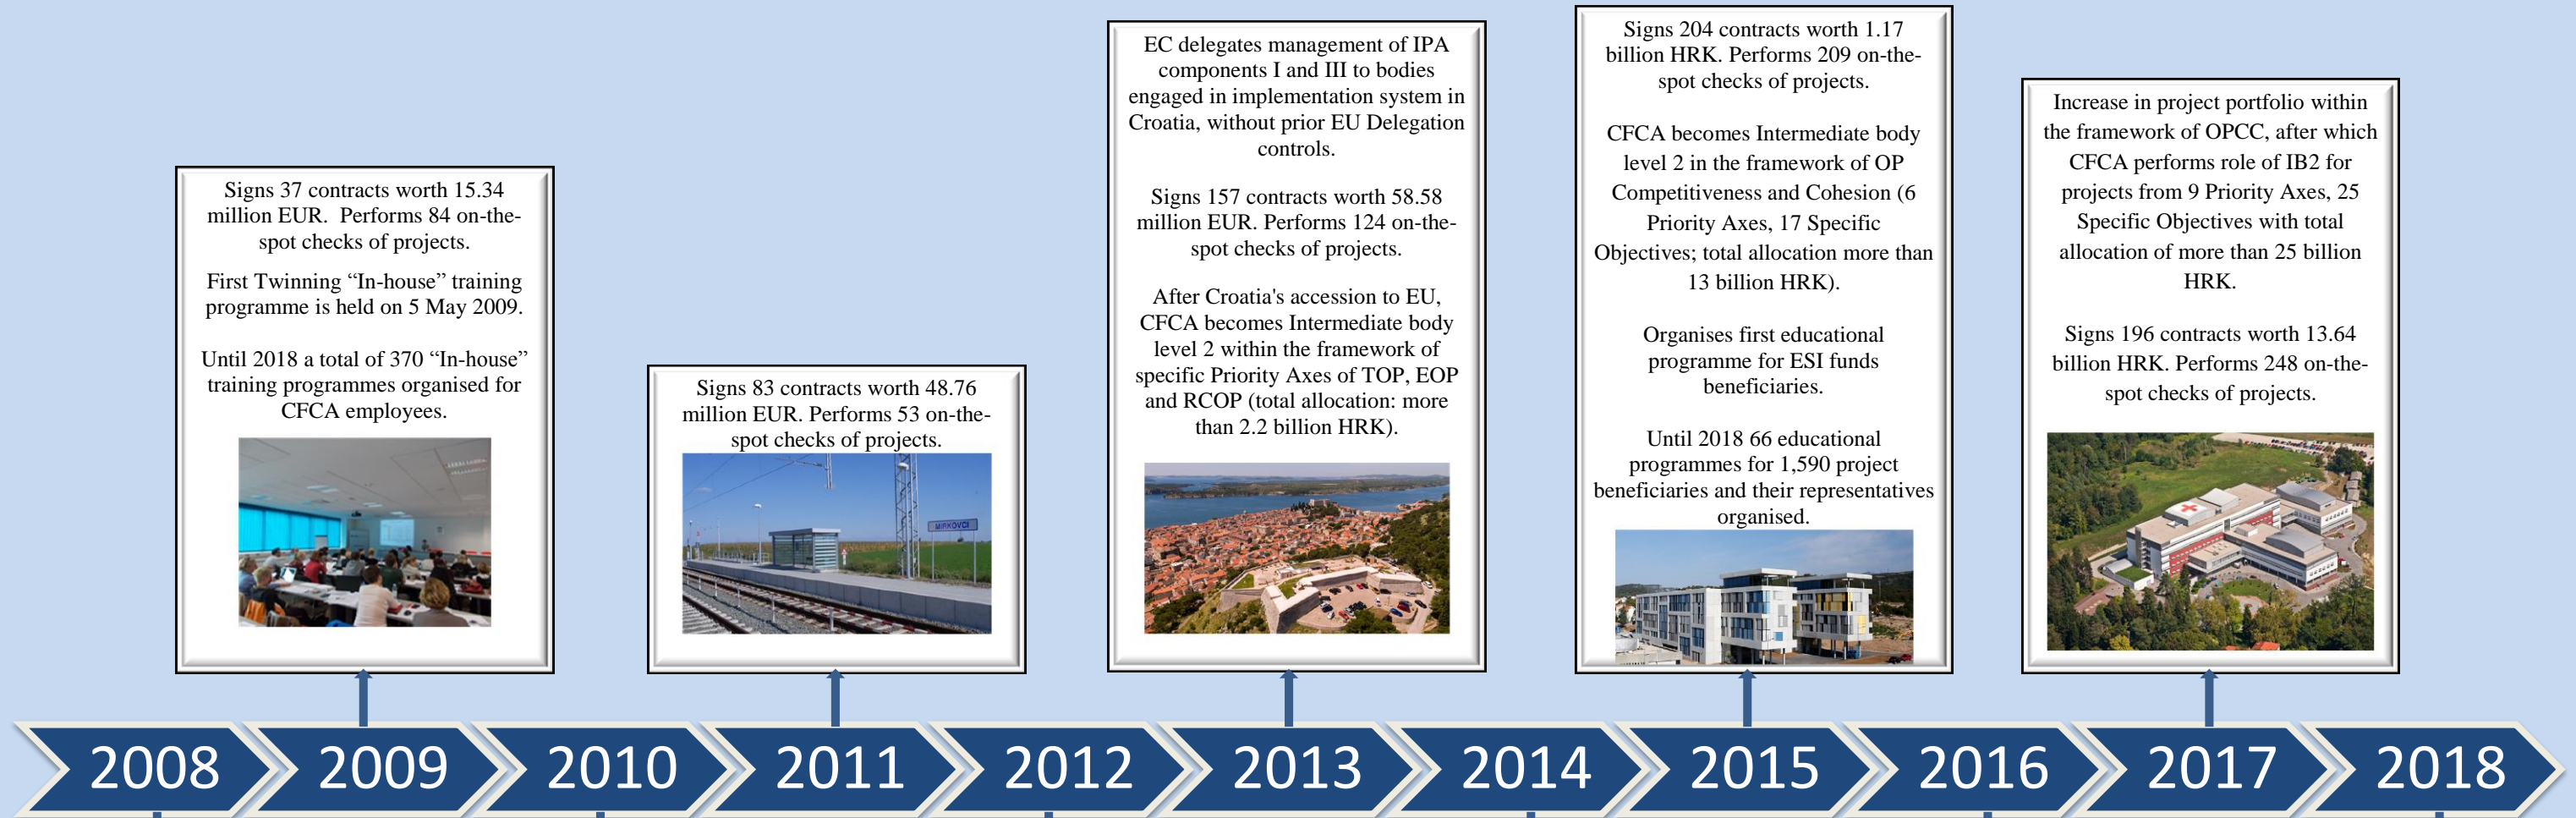 Signs 37 contracts worth 15.34
million EUR.  Performs 84 on-the-
spot checks of projects.
First Twinning “In-house” training
programme is held on 5 May 2009.
Until 2018 a total of 370 “In-house”
training programmes organised for
CFCA employees.
Signs 83 contracts worth 48.76
million EUR. Performs 53 on-the-
spot checks of projects.
MIRKOVCI
EC delegates management of IPA
components I and III to bodies
engaged in implementation system in
Croatia, without prior EU Delegation
controls.
Signs 157 contracts worth 58.58
million EUR. Performs 124 on-the-
spot checks of projects.
After Croatia's accession to EU,
CFCA becomes Intermediate body
level 2 within the framework of
specific Priority Axes of TOP, EOP
and RCOP (total allocation: more
than 2.2 billion HRK).
Signs 204 contracts worth 1.17
billion HRK. Performs 209 on-the-
spot checks of projects.
CFCA becomes Intermediate body
level 2 in the framework of OP
Competitiveness and Cohesion (6
Priority Axes, 17 Specific
Objectives; total allocation more than
13 billion HRK).
Organises first educational
programme for ESI funds
beneficiaries.
Until 2018 66 educational
programmes for 1,590 project
beneficiaries and their representatives
organised.
Increase in project portfolio within
the framework of OPCC, after which
CFCA performs role of IB2 for
projects from 9 Priority Axes, 25
Specific Objectives with total
allocation of more than 25 billion
HRK.
Signs 196 contracts worth 13.64
billion HRK. Performs 248 on-the-
spot checks of projects.
2008 2009 2010 2011 2012 2013 2014 2015 2016 2017 2018